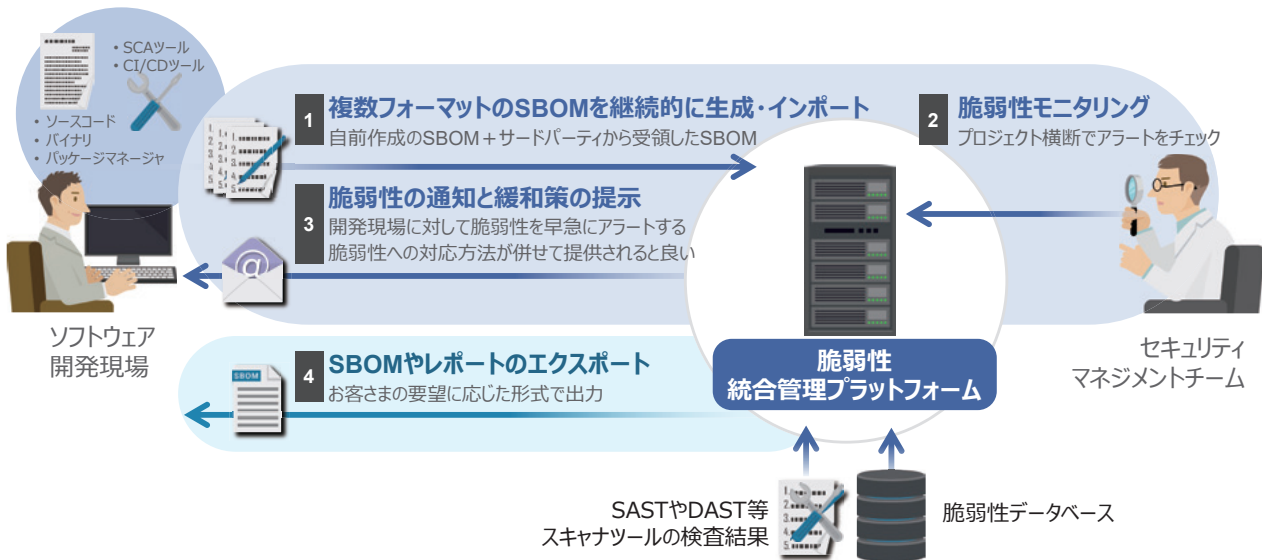 • SCAツール
• CI/CDツール
• ソースコード
• バイナリ
• パッケージマネージャ
1 複数フォーマットのSBOMを継続的に生成・インポート
自前作成のSBOM＋サードパーティから受領したSBOM
2 脆弱性モニタリング
プロジェクト横断でアラートをチェック
3 脆弱性の通知と緩和策の提示
開発現場に対して脆弱性を早急にアラートする
脆弱性への対応方法が併せて提供されると良い
@
ソフトウェア
開発現場
セキュリティ
マネジメントチーム
4 SBOMやレポートのエクスポート
お客さまの要望に応じた形式で出力
SBOM
脆弱性
統合管理プラットフォーム
SASTやDAST等
スキャナツールの検査結果
脆弱性データベース
1.
2.
3.
4.
5.
1.
2.
3.
5.